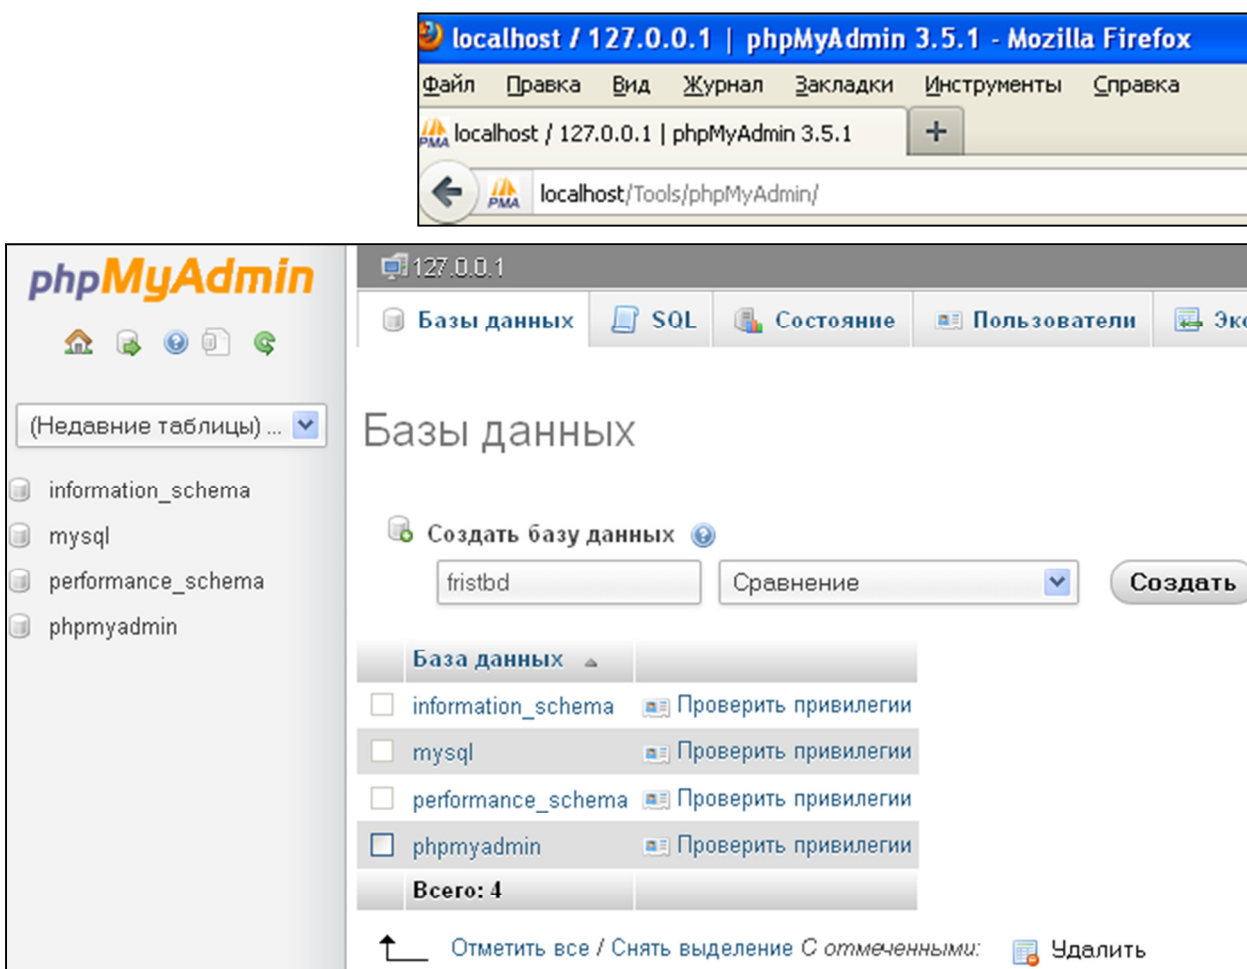 localhost / 127.0.0.1 | phpMyAdmin 3.5.1 - Mozilla Firefox
Файл Правка Вид Журнал Закладки Инструменты Справка
PMA localhost / 127.0.0.1 | phpMyAdmin 3.5.1 +
PMA localhost/Tools/phpMyAdmin/
phpMyAdmin
(Недавние таблицы) ...
information_schema
mysql
performance_schema
phpmyadmin
127.0.0.1
Базы данных SQL Состояние Пользователи Экс
Базы данных
Создать базу данных
fristbd Сравнение Создать
База данных
information_schema Проверить привилегии
mysql Проверить привилегии
performance_schema Проверить привилегии
phpmyadmin Проверить привилегии
Всего: 4
Отметить все / Снять выделение С отмеченными: Удалить